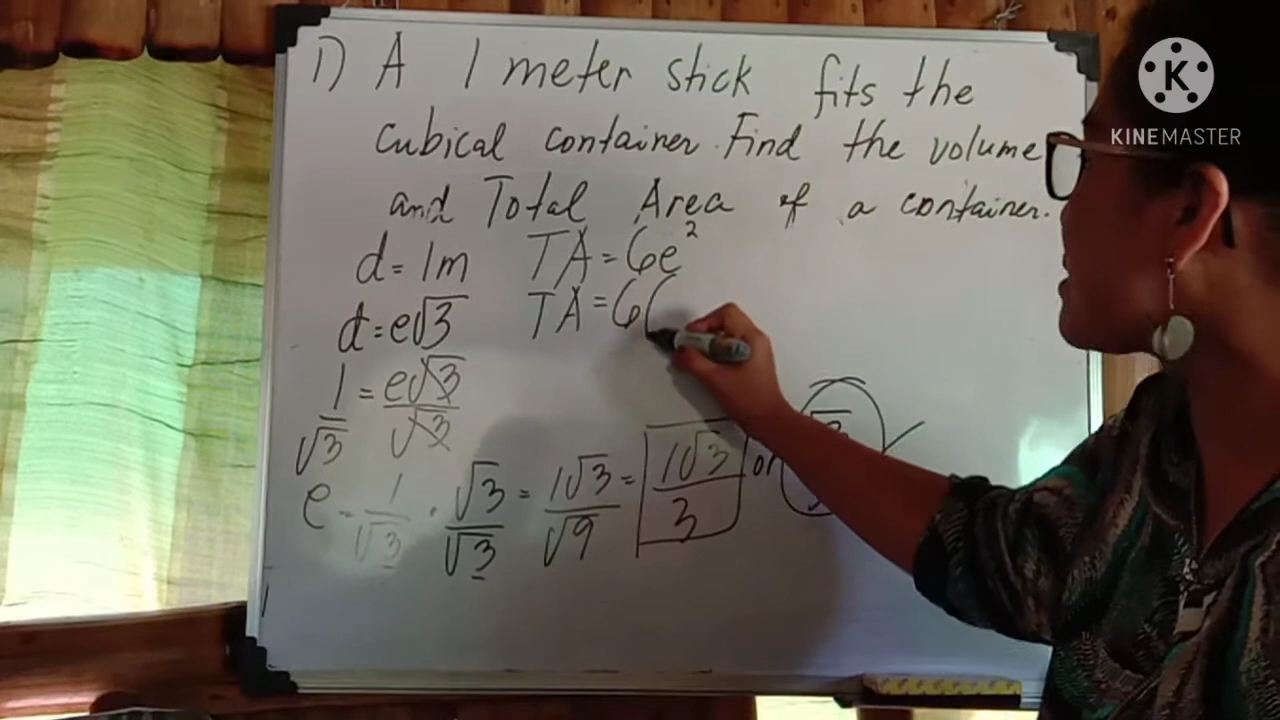 1) A 1 meter stick fits the
cubical container. Find the volume
and Total Area of a container.
d = 1m TA = 6e²
d = e√3 TA = 6(
1/√3 = e√3/√3
e = 1/√3 · √3/√3 = 1√3/√9 = 1√3/3 or
K
KINEMASTER